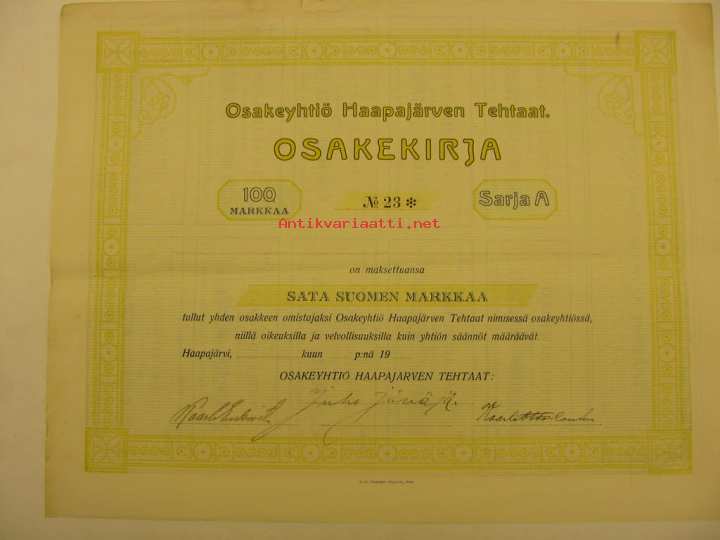 Osakeyhtiö Haapajärven Tehtaat.
OSAKEKIRJA
100
MARKKAA
№ 23 ✻
Sarja A
Antikvariaatti.net
on maksettuansa
SATA SUOMEN MARKKAA
tullut yhden osakkeen omistajaksi Osakeyhtiö Haapajärven Tehtaat nimisessä osakeyhtiössä,
niillä oikeuksilla ja velvollisuuksilla kuin yhtiön säännöt määräävät.
Haapajärvi, kuun p:nä 19
OSAKEYHTIÖ HAAPAJÄRVEN TEHTAAT: